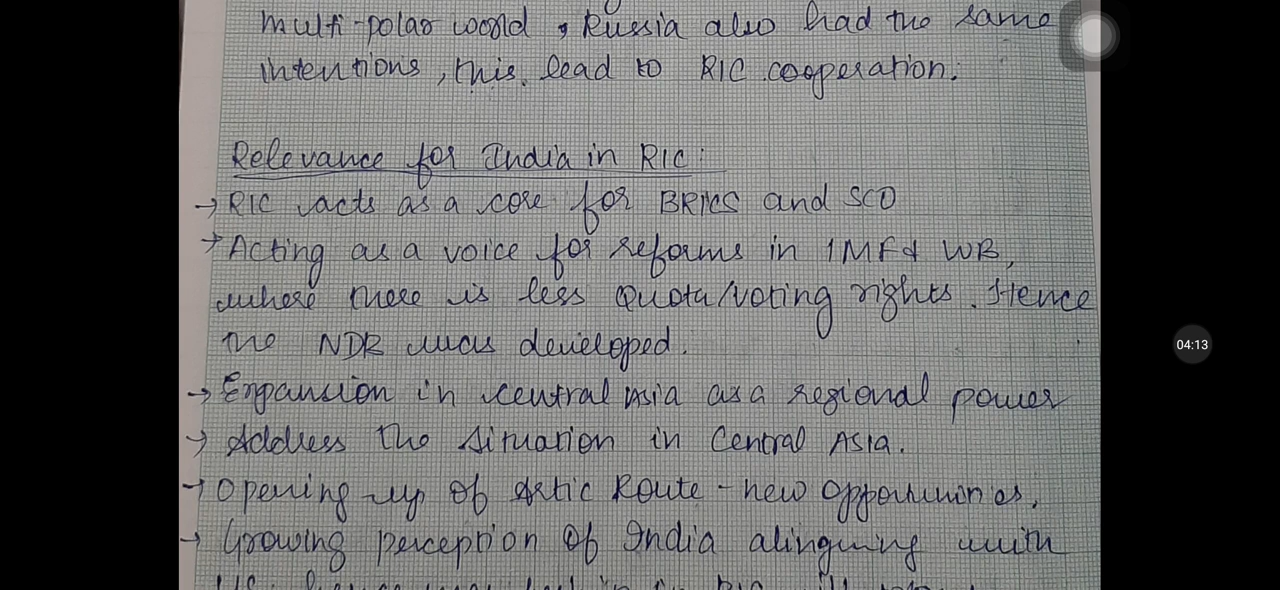 multi-polar world, Russia also had the same
intentions, this lead to RIC cooperation.
Relevance for India in RIC:
→ RIC acts as a core for BRICS and SCO
→ Acting as a voice for reforms in IMF & WB,
where there is less Quota/voting rights. Hence
the NDB was developed.
→ Expansion in central Asia as a regional power
→ Address the situation in Central Asia.
→ Opening up of Artic Route - new opportunities.
→ Growing perception of India alinguing with
04:13